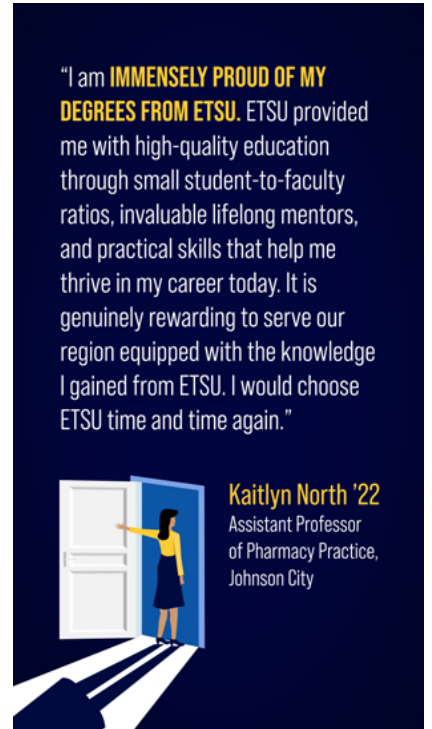 “I am IMMENSELY PROUD OF MY
DEGREES FROM ETSU. ETSU provided
me with high-quality education
through small student-to-faculty
ratios, invaluable lifelong mentors,
and practical skills that help me
thrive in my career today. It is
genuinely rewarding to serve our
region equipped with the knowledge
I gained from ETSU. I would choose
ETSU time and time again.”
Kaitlyn North ’22
Assistant Professor
of Pharmacy Practice,
Johnson City